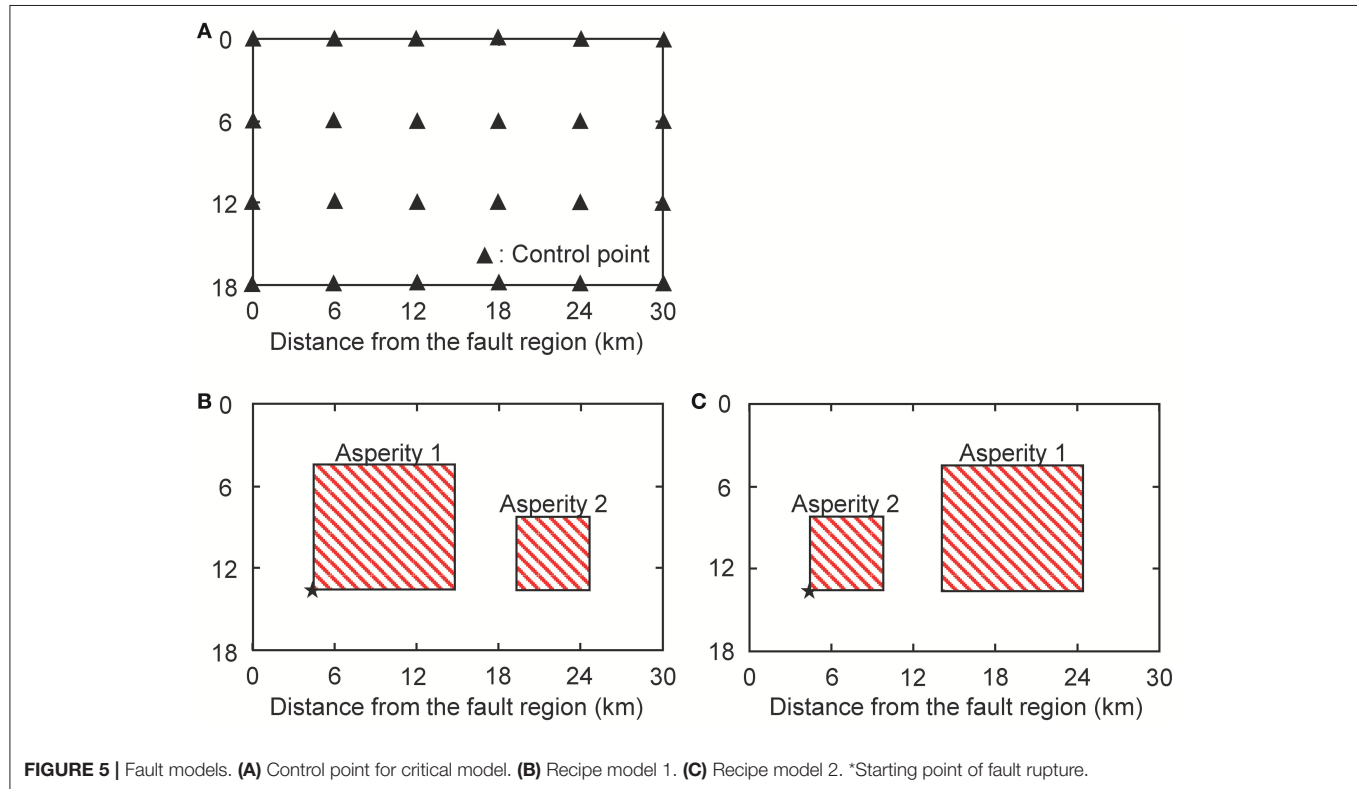 A
0
6
12
18
▲: Control point
0 6 12 18 24 30
Distance from the fault region (km)
B
0
6
12
18
Asperity 1
Asperity 2
0 6 12 18 24 30
Distance from the fault region (km)
C
0
6
12
18
Asperity 1
Asperity 2
0 6 12 18 24 30
Distance from the fault region (km)
FIGURE 5 | Fault models. (A) Control point for critical model. (B) Recipe model 1. (C) Recipe model 2. *Starting point of fault rupture.